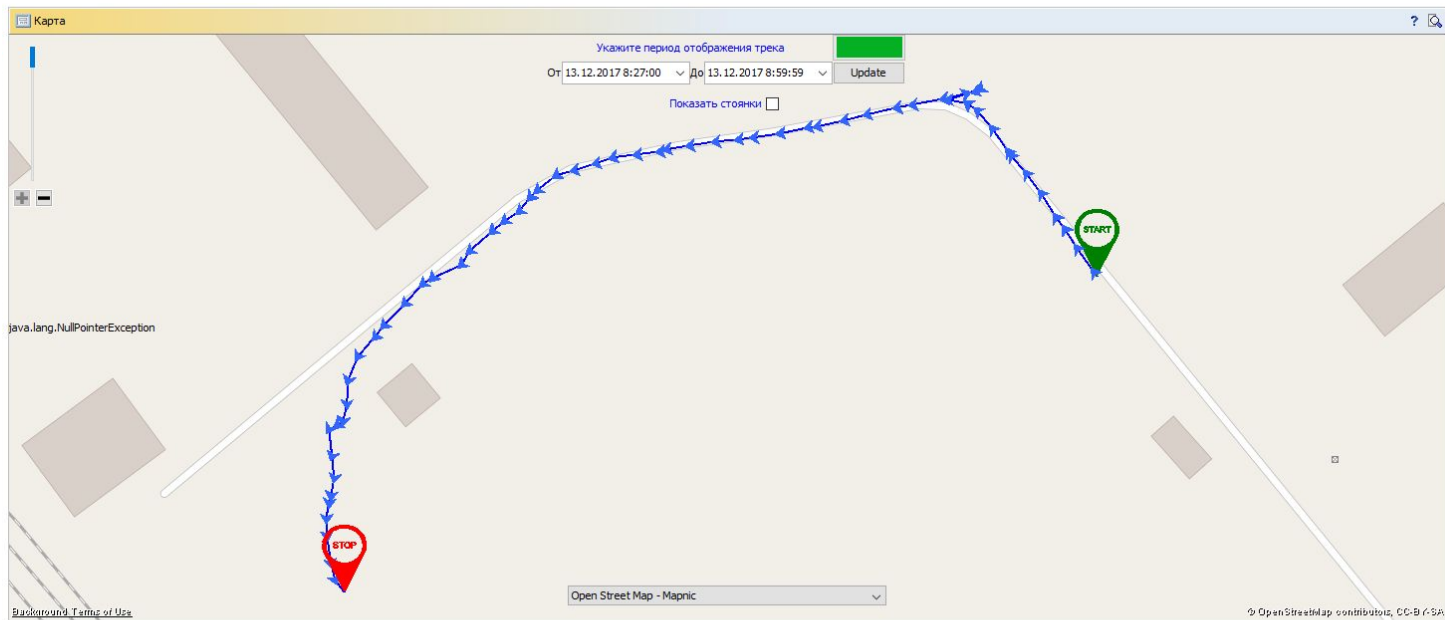 Карта
?
Укажите период отображения трека
От 13.12.2017 8:27:00 До 13.12.2017 8:59:59 Update
Показать стоянки
START
java.lang.NullPointerException
STOP
Open Street Map - Mapnic
Background Terms of Use
© OpenStreetMap contributors, CC-BY-SA